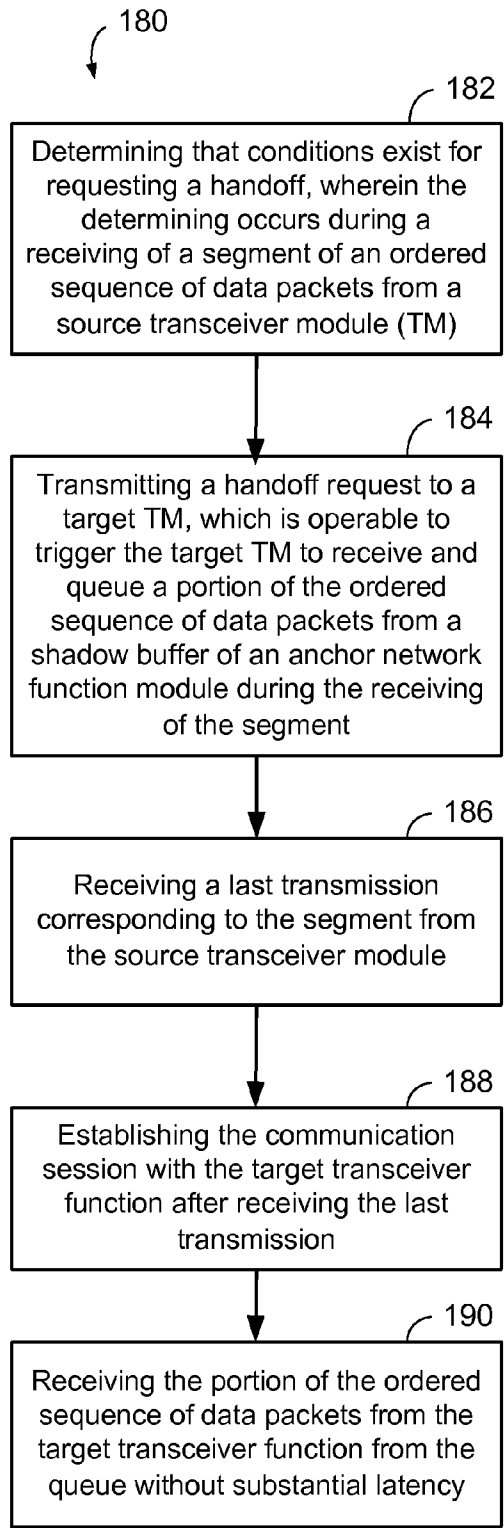 180
182
Determining that conditions exist for
requesting a handoff, wherein the
determining occurs during a
receiving of a segment of an ordered
sequence of data packets from a
source transceiver module (TM)
184
Transmitting a handoff request to a
target TM, which is operable to
trigger the target TM to receive and
queue a portion of the ordered
sequence of data packets from a
shadow buffer of an anchor network
function module during the receiving
of the segment
186
Receiving a last transmission
corresponding to the segment from
the source transceiver module
188
Establishing the communication
session with the target transceiver
function after receiving the last
transmission
190
Receiving the portion of the ordered
sequence of data packets from the
target transceiver function from the
queue without substantial latency